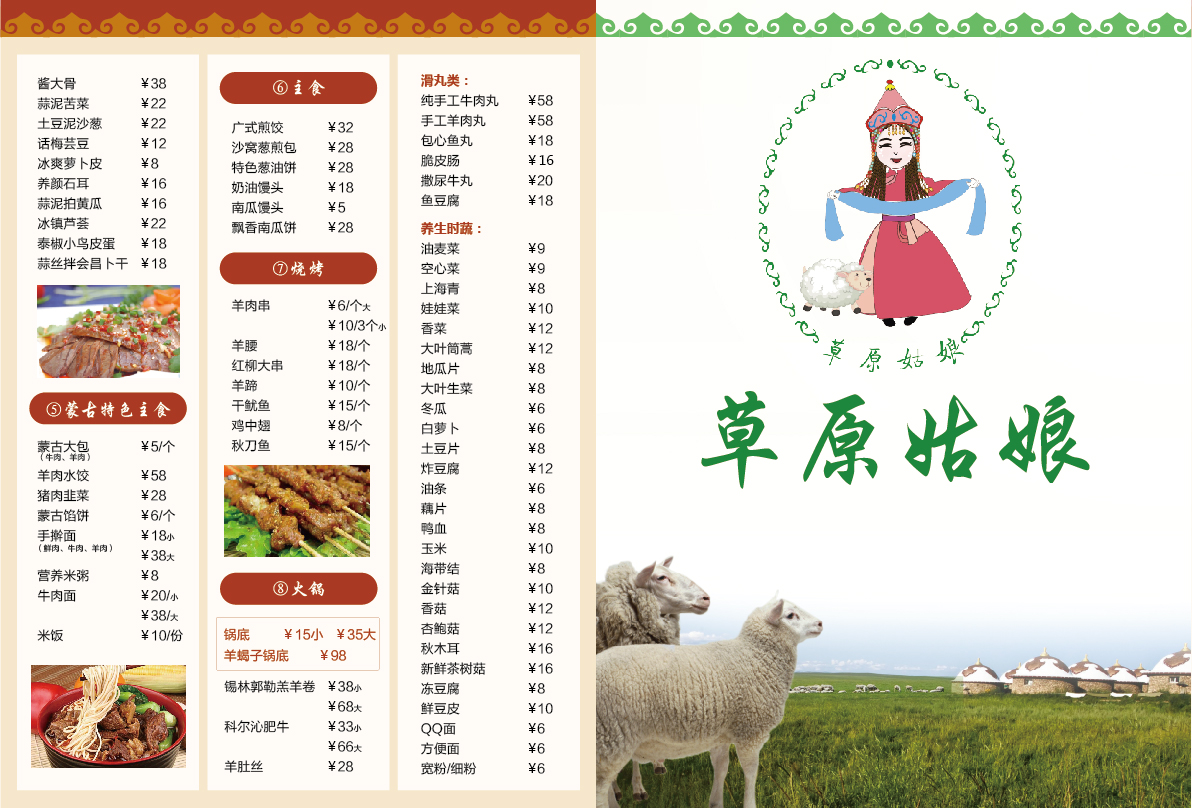 酱大骨 ¥38
蒜泥苦菜 ¥22
土豆泥沙葱 ¥22
话梅芸豆 ¥12
冰爽萝卜皮 ¥8
养颜石耳 ¥16
蒜泥拍黄瓜 ¥16
冰镇芦荟 ¥22
泰椒小鸟皮蛋 ¥18
蒜丝拌会昌卜干 ¥18
⑤蒙古特色主食
蒙古大包 ¥5/个
（牛肉、羊肉）
羊肉水饺 ¥58
猪肉韭菜 ¥28
蒙古馅饼 ¥6/个
手擀面 ¥18小
（鲜肉、牛肉、羊肉）
¥38大
营养米粥 ¥8
牛肉面 ¥20/小
¥38/大
米饭 ¥10/份
⑥主食
广式煎饺 ¥32
沙窝葱煎包 ¥28
特色葱油饼 ¥28
奶油馒头 ¥18
南瓜馒头 ¥5
飘香南瓜饼 ¥28
⑦烧烤
羊肉串 ¥6/个大
¥10/3个小
羊腰 ¥18/个
红柳大串 ¥18/个
羊蹄 ¥10/个
干鱿鱼 ¥15/个
鸡中翅 ¥8/个
秋刀鱼 ¥15/个
⑧火锅
锅底 ¥15小 ¥35大
羊蝎子锅底 ¥98
锡林郭勒羔羊卷 ¥38小
¥68大
科尔沁肥牛 ¥33小
¥66大
羊肚丝 ¥28
滑丸类：
纯手工牛肉丸 ¥58
手工羊肉丸 ¥58
包心鱼丸 ¥18
脆皮肠 ¥16
撒尿牛丸 ¥20
鱼豆腐 ¥18
养生时蔬：
油麦菜 ¥9
空心菜 ¥9
上海青 ¥8
娃娃菜 ¥10
香菜 ¥12
大叶茼蒿 ¥12
地瓜片 ¥8
大叶生菜 ¥8
冬瓜 ¥6
白萝卜 ¥6
土豆片 ¥8
炸豆腐 ¥12
油条 ¥6
藕片 ¥8
鸭血 ¥8
玉米 ¥10
海带结 ¥8
金针菇 ¥10
香菇 ¥12
杏鲍菇 ¥12
秋木耳 ¥16
新鲜茶树菇 ¥16
冻豆腐 ¥8
鲜豆皮 ¥10
QQ面 ¥6
方便面 ¥6
宽粉/细粉 ¥6
草原姑娘
草原姑娘